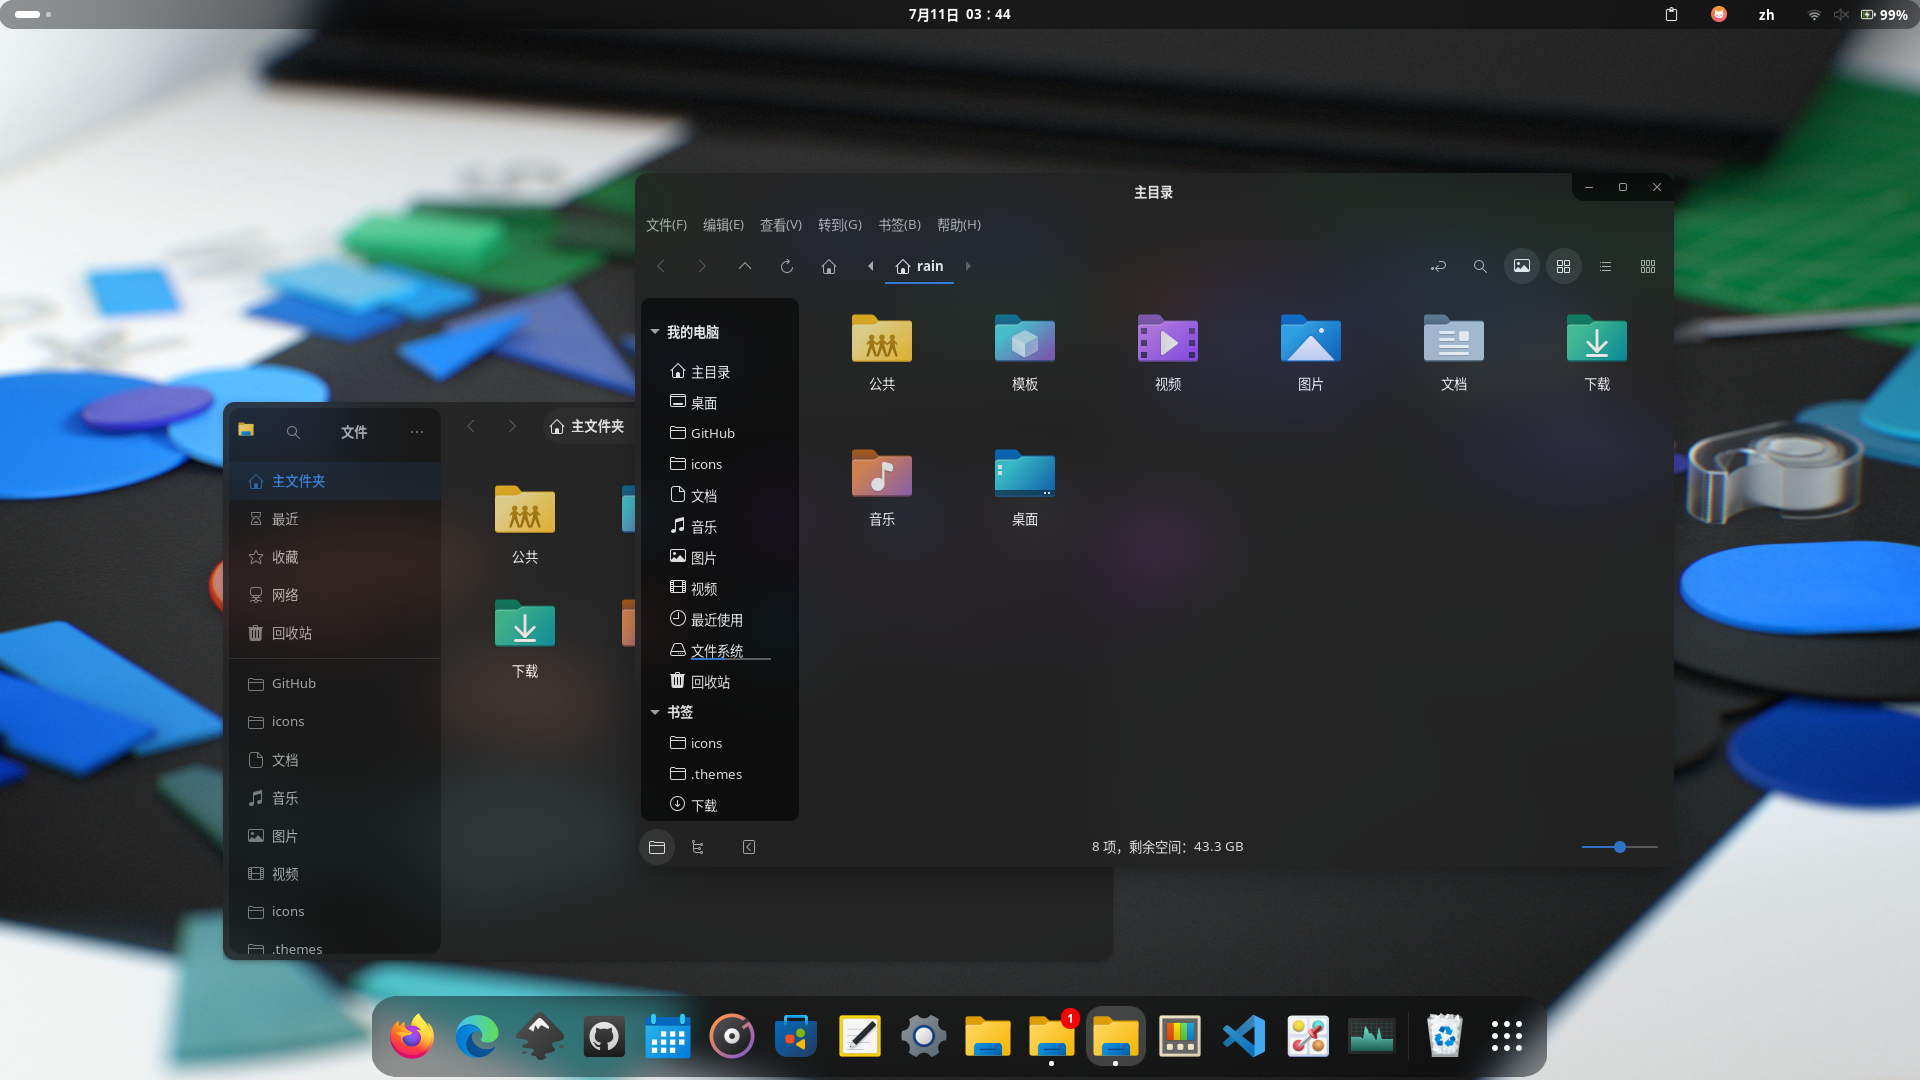 7月11日 03 : 44
zh
99%
主目录
文件(F) 编辑(E) 查看(V) 转到(G) 书签(B) 帮助(H)
rain
我的电脑
主目录
桌面
GitHub
icons
文档
音乐
图片
视频
最近使用
文件系统
回收站
书签
icons
.themes
下载
公共
模板
视频
图片
文档
下载
音乐
桌面
8 项，剩余空间：43.3 GB
文件
主文件夹
主文件夹
最近
收藏
网络
回收站
GitHub
icons
文档
音乐
图片
视频
icons
.themes
公共
下载
1